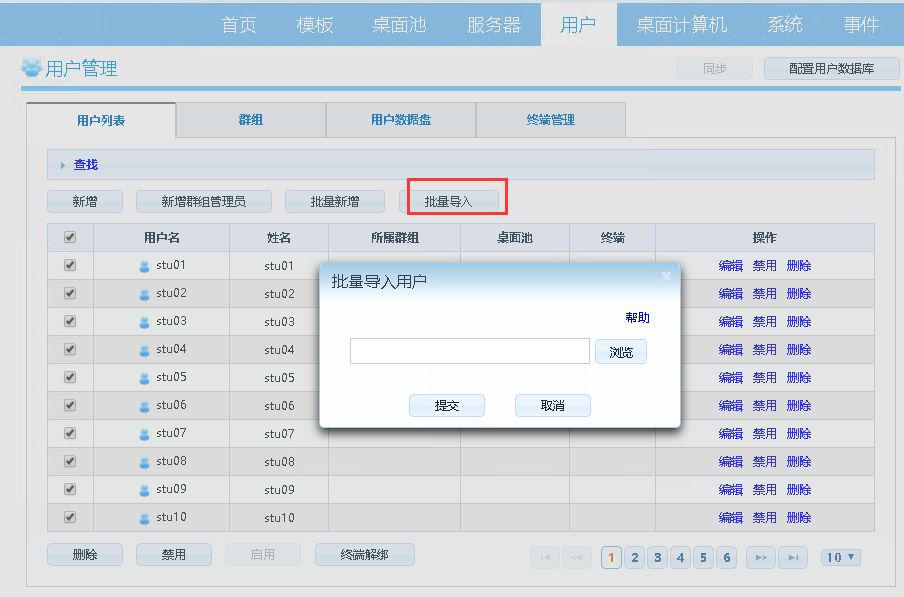 首页 模板 桌面池 服务器 用户 桌面计算机 系统 事件
用户管理 同步 配置用户数据库
用户列表 群组 用户数据盘 终端管理
查找
新增 新增群组管理员 批量新增 批量导入
用户名 姓名 所属群组 桌面池 终端 操作
stu01 stu01 编辑 禁用 删除
批量导入用户
stu02 stu02 编辑 禁用 删除
帮助
stu03 stu03 编辑 禁用 删除
浏览
stu04 stu04 编辑 禁用 删除
stu05 stu05 编辑 禁用 删除
提交 取消
stu06 stu06 编辑 禁用 删除
stu07 stu07 编辑 禁用 删除
stu08 stu08 编辑 禁用 删除
stu09 stu09 编辑 禁用 删除
stu10 stu10 编辑 禁用 删除
删除 禁用 启用 终端解绑 1 2 3 4 5 6 10